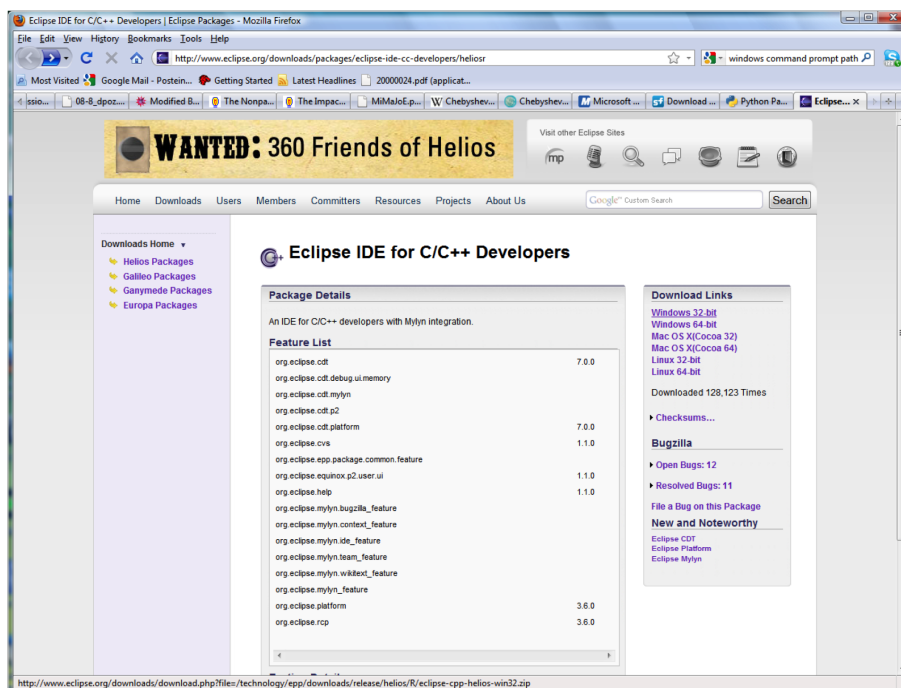 Eclipse IDE for C/C++ Developers | Eclipse Packages - Mozilla Firefox
File Edit View History Bookmarks Tools Help
http://www.eclipse.org/downloads/packages/eclipse-ide-cc-developers/heliosr
windows command prompt path
Most Visited Google Mail - Postein... Getting Started Latest Headlines 20000024.pdf (applicat...
ssio... 08-8_dpoz... Modified B... The Nonpa... The Impac... MiMaJoE.p... Chebyshev... Chebyshev... Microsoft ... Download ... Python Pa... Eclipse...
WANTED: 360 Friends of Helios
Visit other Eclipse Sites
mp
Home Downloads Users Members Committers Resources Projects About Us
Google™ Custom Search Search
Downloads Home
Helios Packages
Galileo Packages
Ganymede Packages
Europa Packages
Eclipse IDE for C/C++ Developers
Package Details
An IDE for C/C++ developers with Mylyn integration.
Feature List
org.eclipse.cdt 7.0.0
org.eclipse.cdt.debug.ui.memory
org.eclipse.cdt.mylyn
org.eclipse.cdt.p2
org.eclipse.cdt.platform 7.0.0
org.eclipse.cvs 1.1.0
org.eclipse.epp.package.common.feature
org.eclipse.equinox.p2.user.ui 1.1.0
org.eclipse.help 1.1.0
org.eclipse.mylyn.bugzilla_feature
org.eclipse.mylyn.context_feature
org.eclipse.mylyn.ide_feature
org.eclipse.mylyn.team_feature
org.eclipse.mylyn.wikitext_feature
org.eclipse.mylyn_feature
org.eclipse.platform 3.6.0
org.eclipse.rcp 3.6.0
Download Links
Windows 32-bit
Windows 64-bit
Mac OS X(Cocoa 32)
Mac OS X(Cocoa 64)
Linux 32-bit
Linux 64-bit
Downloaded 128,123 Times
Checksums...
Bugzilla
Open Bugs: 12
Resolved Bugs: 11
File a Bug on this Package
New and Noteworthy
Eclipse CDT
Eclipse Platform
Eclipse Mylyn
http://www.eclipse.org/downloads/download.php?file=/technology/epp/downloads/release/helios/R/eclipse-cpp-helios-win32.zip